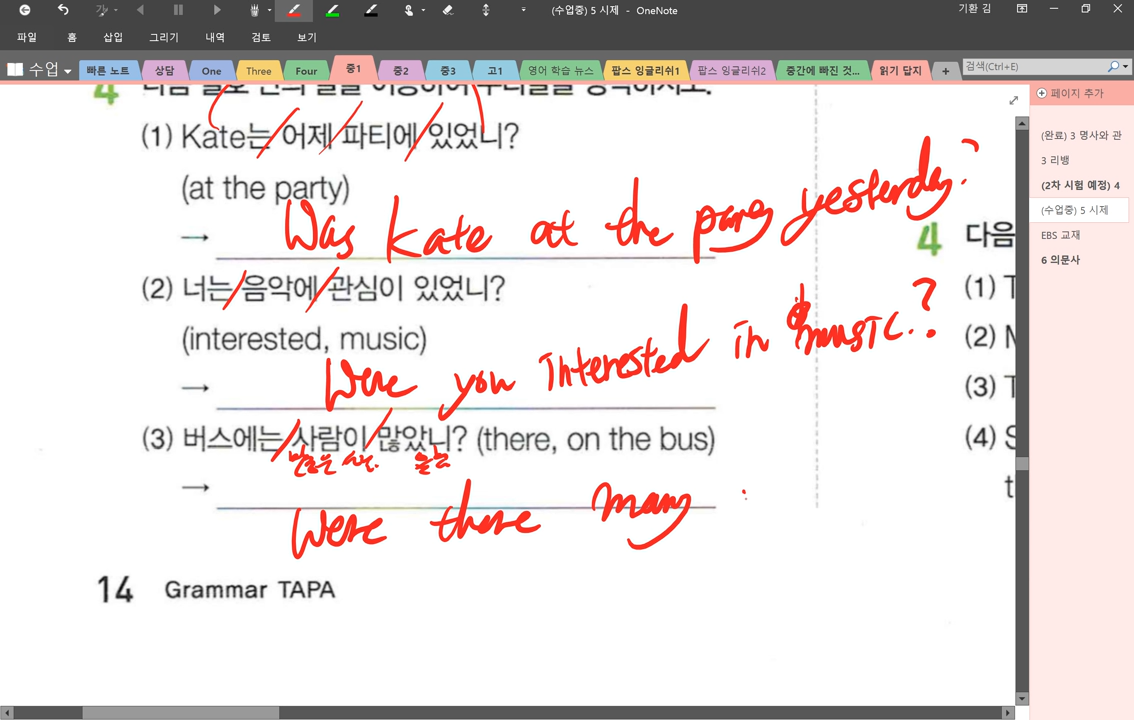 (수업중) 5 시제 - OneNote
기환 김
파일 홈 삽입 그리기 내역 검토 보기
수업 빠른 노트 상담 One Three Four 중1 중2 중3 고1 영어 학습 뉴스 팝스 잉글리쉬1 팝스 잉글리쉬2 중간에 빠진 것... 읽기 답지 + 검색(Ctrl+E)
페이지 추가
(완료) 3 명사와 관
3 리뱅
(2차 시험 예정) 4
(수업중) 5 시제
EBS 교재
6 의문사
4
(1) Kate는 어제 파티에 있었니?
(at the party)
→ Was Kate at the party yesterday?
(2) 너는 음악에 관심이 있었니?
(interested, music)
→ Were you interested in music?
(3) 버스에는 사람이 많았니? (there, on the bus)
많은
→ Were there many
14 Grammar TAPA
4 다음
(1) T
(2) M
(3) T
(4) S
t